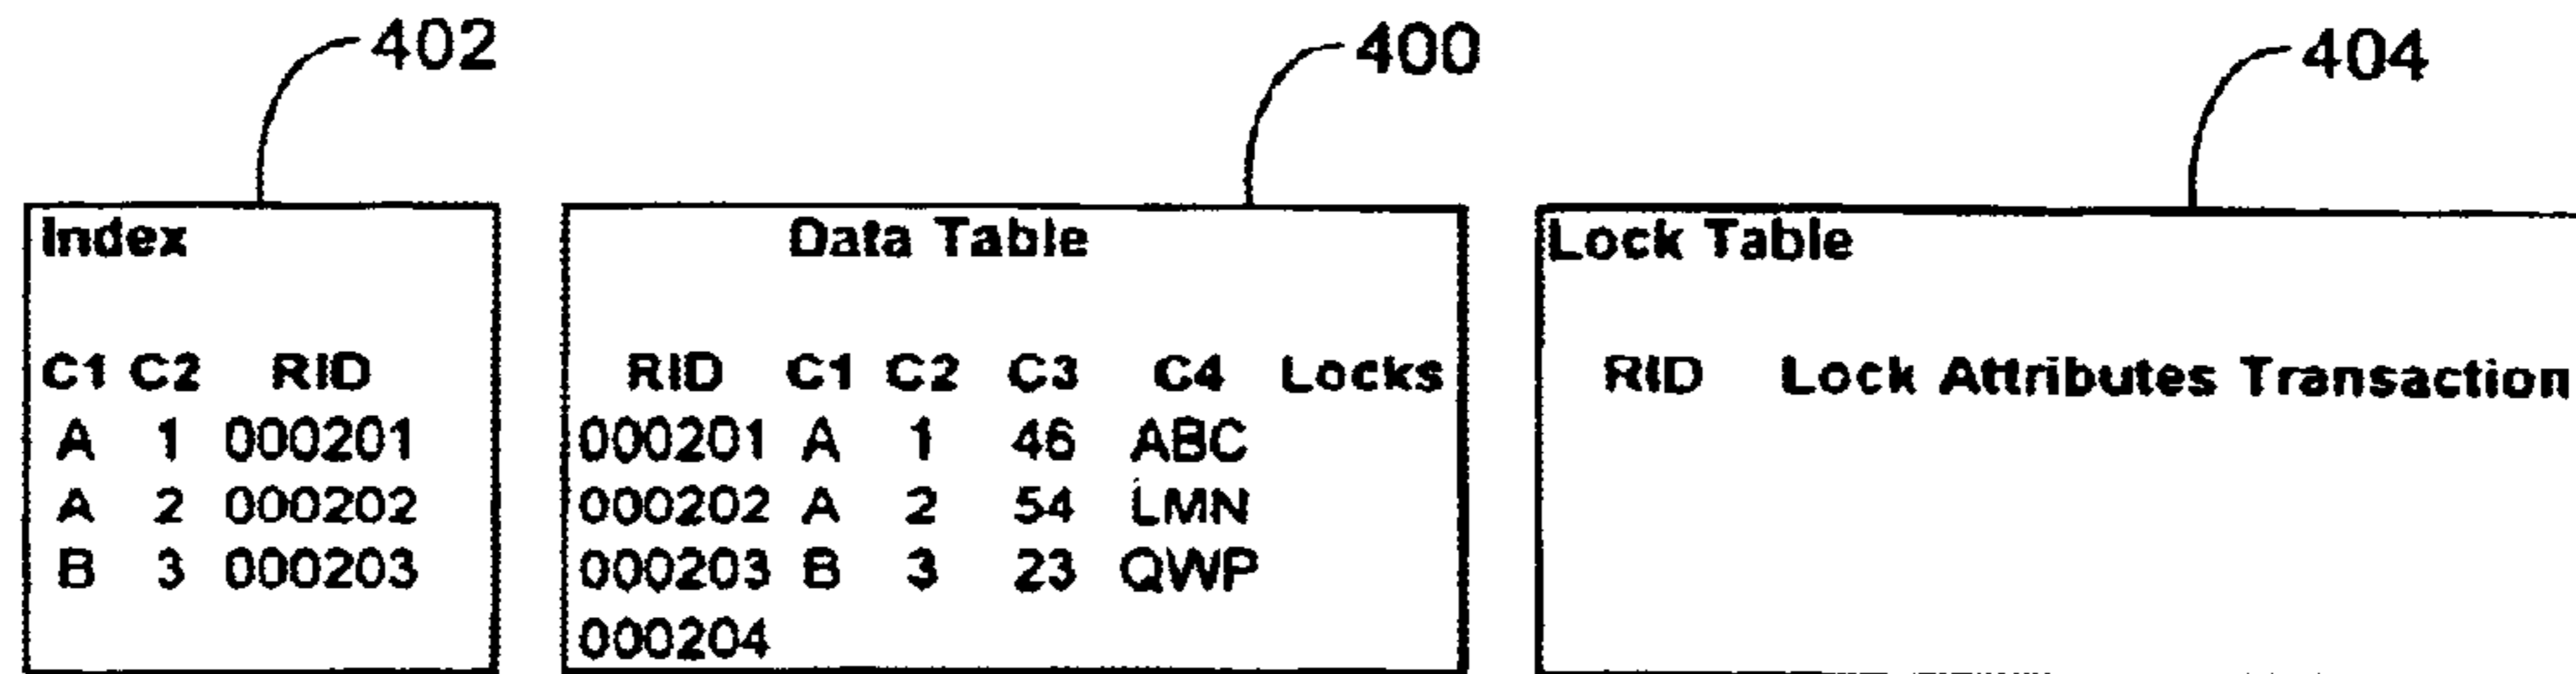 402
400
404
Index
C1 C2 RID
A 1 000201
A 2 000202
B 3 000203
Data Table
RID C1 C2 C3 C4 Locks
000201 A 1 46 ABC
000202 A 2 54 LMN
000203 B 3 23 QWP
000204
Lock Table
RID Lock Attributes Transaction